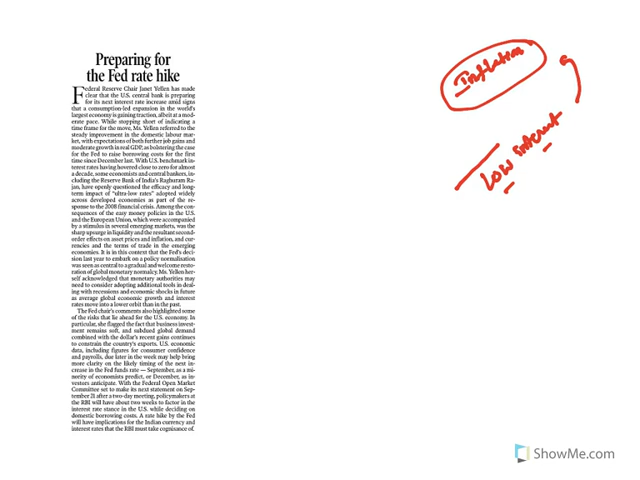 Preparing for
the Fed rate hike
Federal Reserve Chair Janet Yellen has made
clear that the U.S. central bank is preparing
for its next interest rate increase amid signs
that a consumption-led expansion in the world's
largest economy is gaining traction, albeit at a mod-
erate pace. While stopping short of indicating a
time frame for the move, Ms. Yellen referred to the
steady improvement in the domestic labour mar-
ket, with expectations of both further job gains and
moderate growth in real GDP, as bolstering the case
for the Fed to raise borrowing costs for the first
time since December last. With U.S. benchmark in-
terest rates having hovered close to zero for almost
a decade, some economists and central bankers, in-
cluding the Reserve Bank of India's Raghuram Ra-
jan, have openly questioned the efficacy and long-
term impact of "ultra-low rates" adopted widely
across developed economies as part of the re-
sponse to the 2008 financial crisis. Among the con-
sequences of the easy money policies in the U.S.
and the European Union, which were accompanied
by a stimulus in several emerging markets, was the
sharp upsurge in liquidity and the resultant second-
order effects on asset prices and inflation, and cur-
rencies and the terms of trade in the emerging
economies. It is in this context that the Fed's deci-
sion last year to embark on a policy normalisation
was seen as central to a gradual and welcome resto-
ration of global monetary normalcy. Ms. Yellen her-
self acknowledged that monetary authorities may
need to consider adopting additional tools in deal-
ing with recessions and economic shocks in future
as average global economic growth and interest
rates move into a lower orbit than in the past.
The Fed chair's comments also highlighted some
of the risks that lie ahead for the U.S. economy. In
particular, she flagged the fact that business invest-
ment remains soft, and subdued global demand
combined with the dollar's recent gains continues
to constrain the country's exports. U.S. economic
data, including figures for consumer confidence
and payrolls, due later in the week may help bring
more clarity on the likely timing of the next in-
crease in the Fed funds rate — September, as a mi-
nority of economists predict, or December, as in-
vestors anticipate. With the Federal Open Market
Committee set to make its next statement on Sep-
tember 21 after a two-day meeting, policymakers at
the RBI will have about two weeks to factor in the
interest rate stance in the U.S. while deciding on
domestic borrowing costs. A rate hike by the Fed
will have implications for the Indian currency and
interest rates that the RBI must take cognisance of.
Inflation
Low interest
ShowMe.com